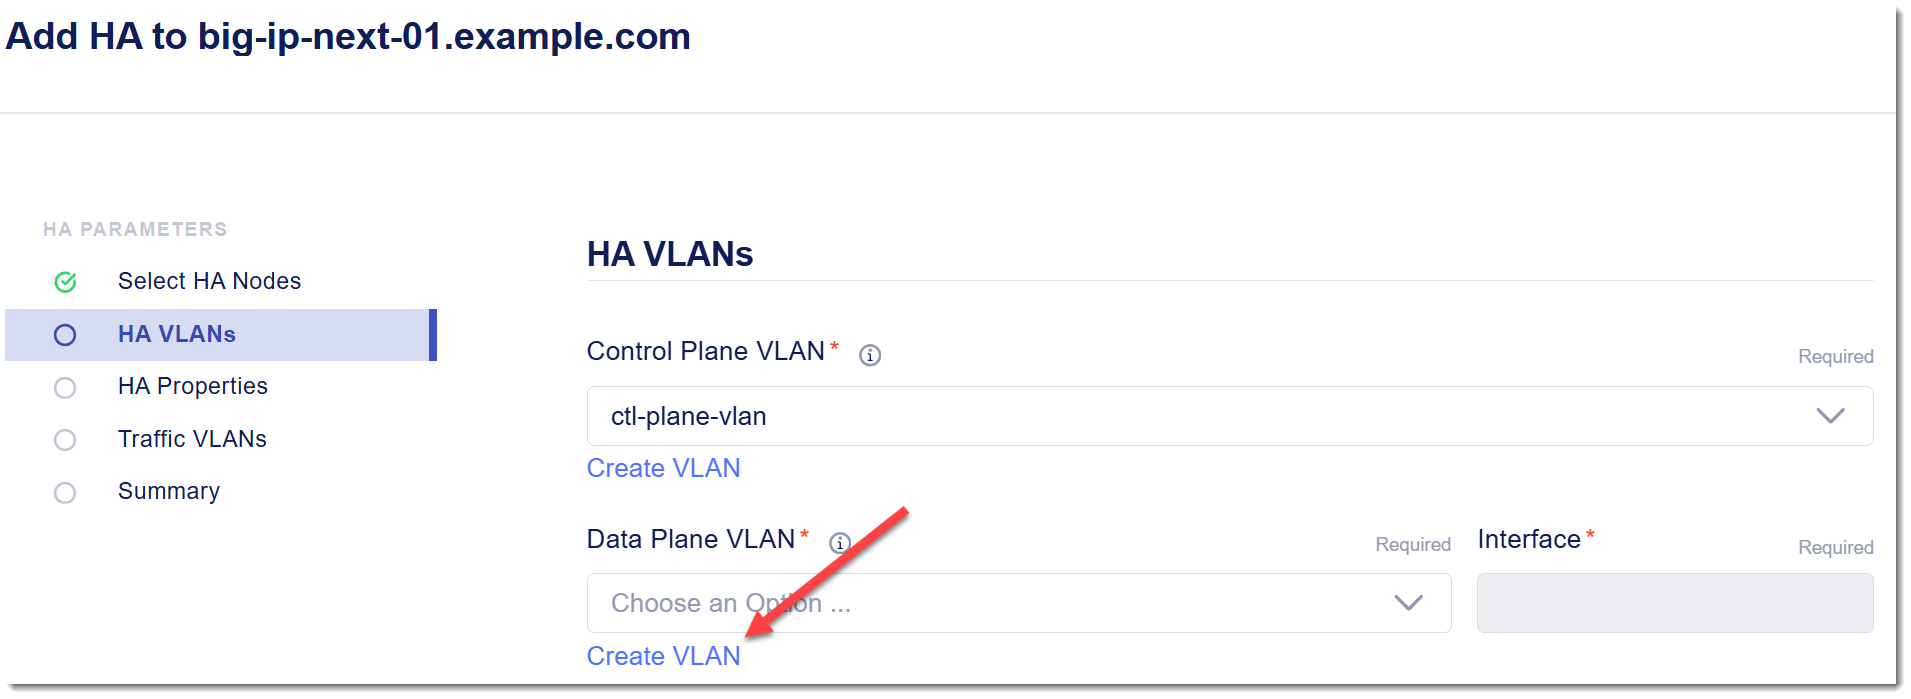 Add HA to big-ip-next-01.example.com
HA PARAMETERS
Select HA Nodes
HA VLANs
HA Properties
Traffic VLANs
Summary
HA VLANs
Control Plane VLAN * Required
ctl-plane-vlan
Create VLAN
Data Plane VLAN * Required
Choose an Option ...
Create VLAN
Interface * Required